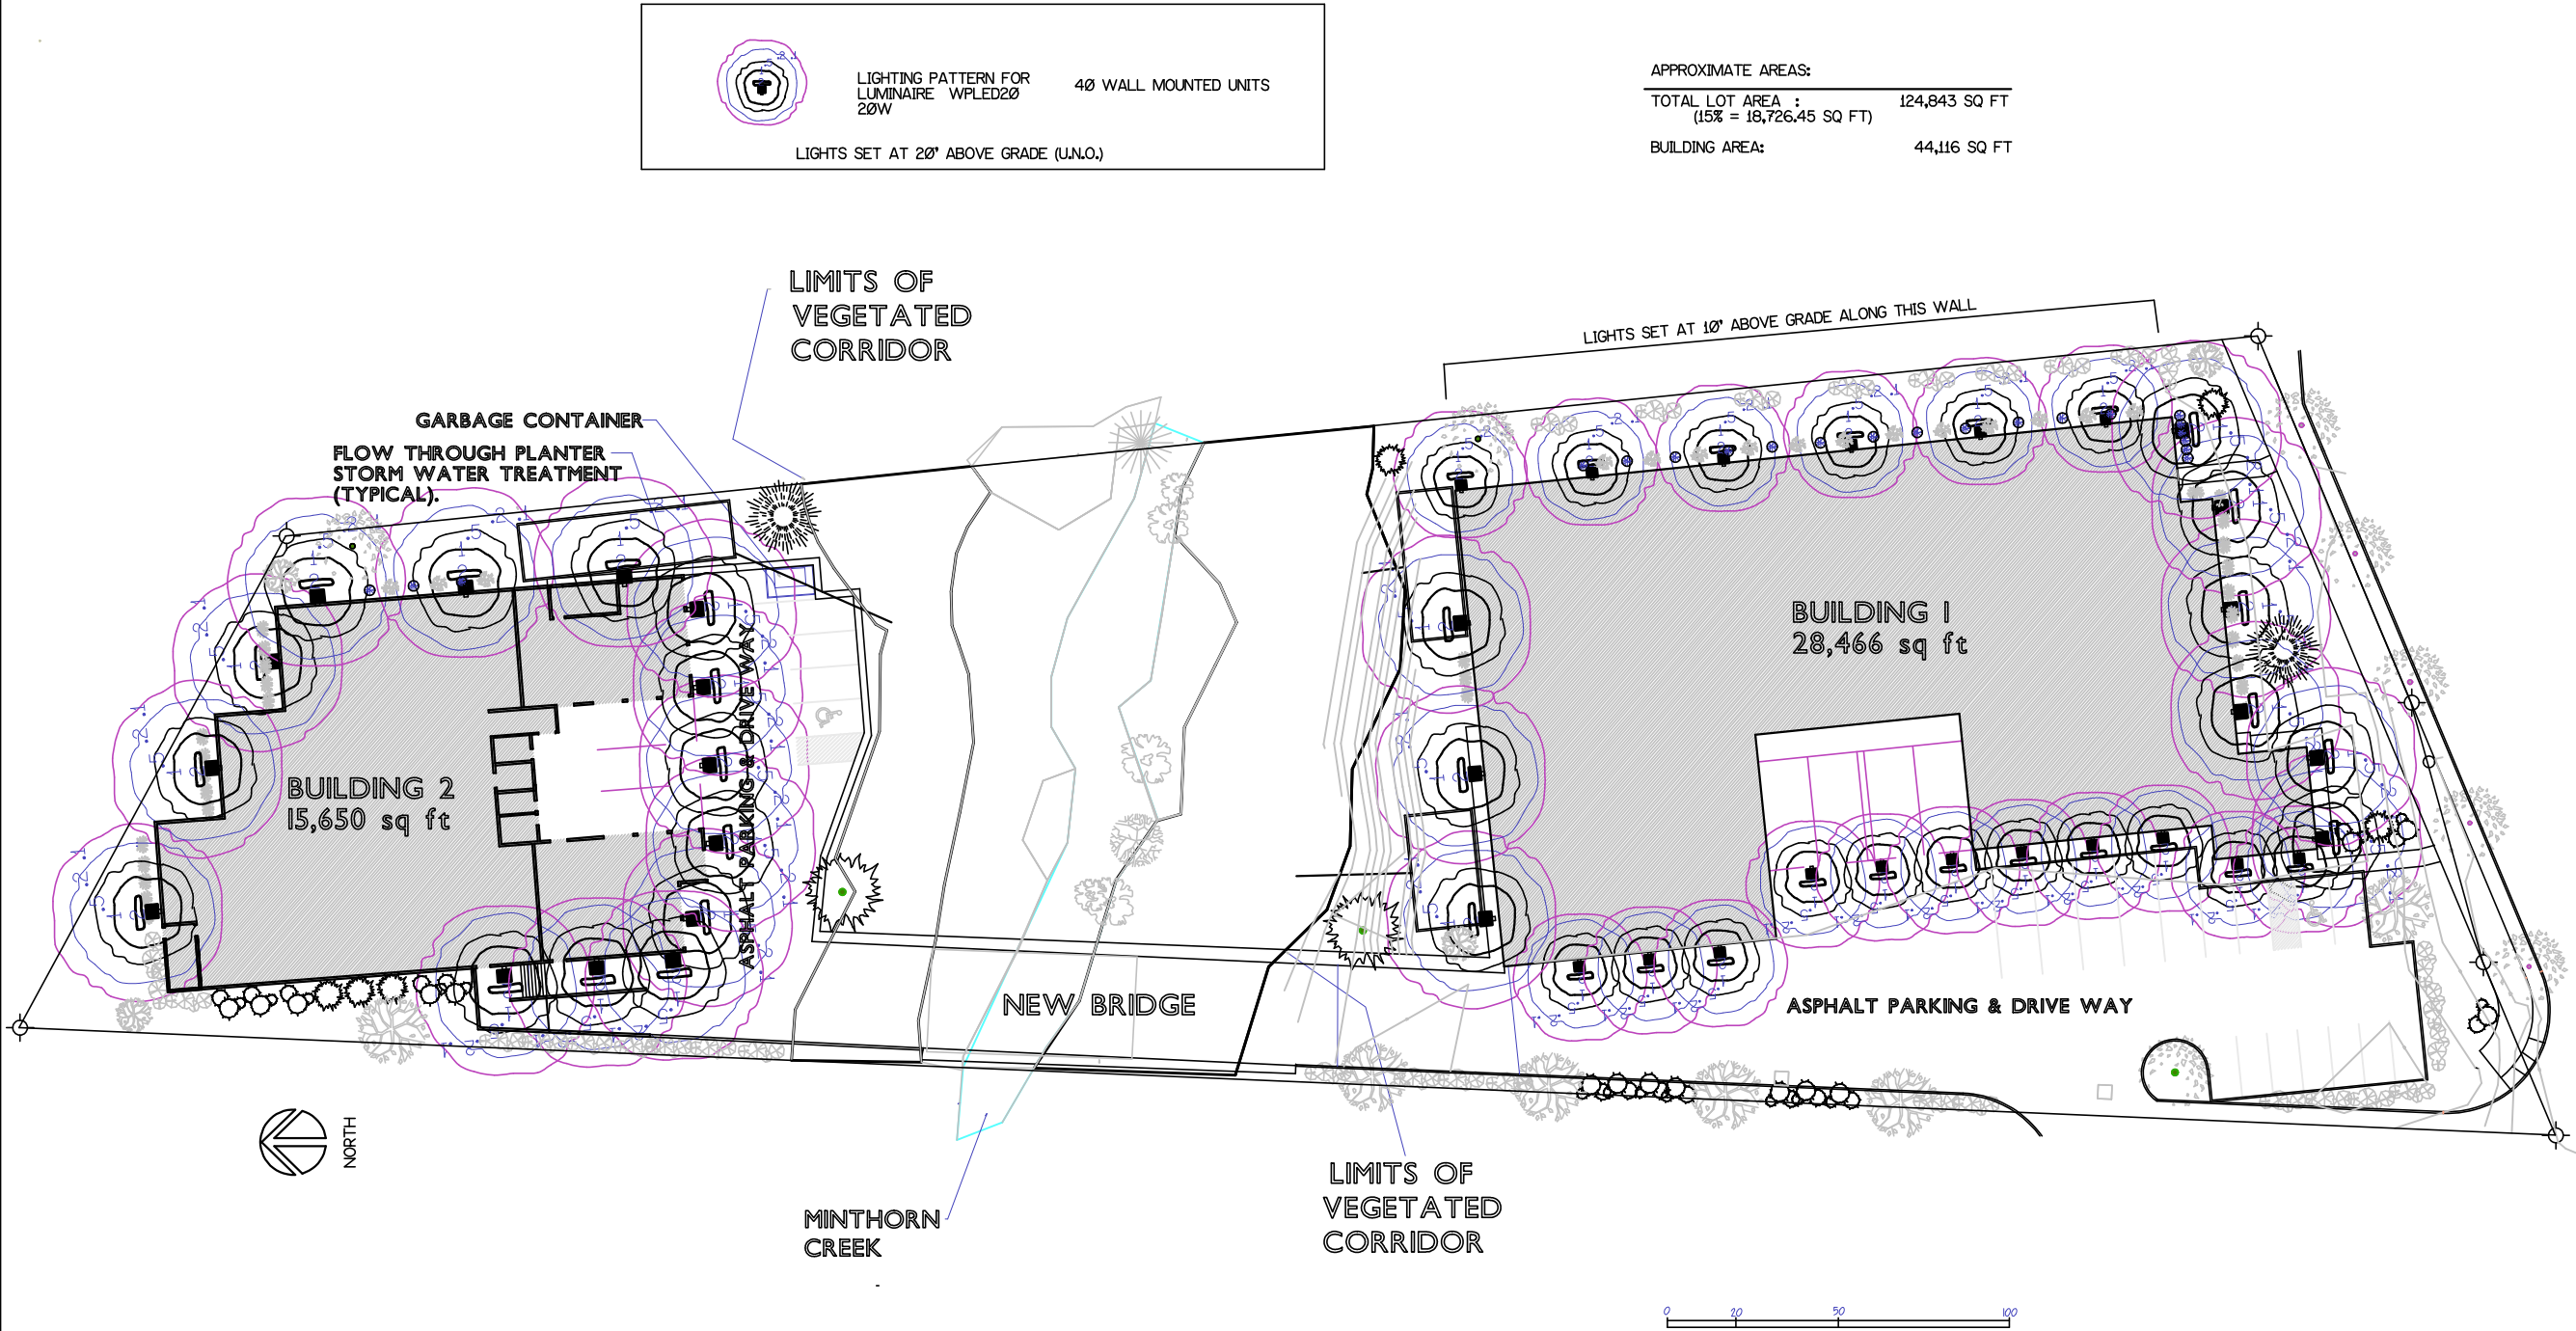 LIGHTING PATTERN FOR
LUMINAIRE WPLED20
20W
40 WALL MOUNTED UNITS
LIGHTS SET AT 20' ABOVE GRADE (U.N.O.)
APPROXIMATE AREAS:
TOTAL LOT AREA : 124,843 SQ FT
(15% = 18,726.45 SQ FT)
BUILDING AREA: 44,116 SQ FT
LIMITS OF
VEGETATED
CORRIDOR
LIGHTS SET AT 10' ABOVE GRADE ALONG THIS WALL
GARBAGE CONTAINER
FLOW THROUGH PLANTER
STORM WATER TREATMENT
(TYPICAL).
BUILDING 1
28,466 sq ft
BUILDING 2
15,650 sq ft
ASPHALT PARKING & DRIVE WAY
NEW BRIDGE
ASPHALT PARKING & DRIVE WAY
NORTH
LIMITS OF
VEGETATED
CORRIDOR
MINTHORN
CREEK
0 20 50 100